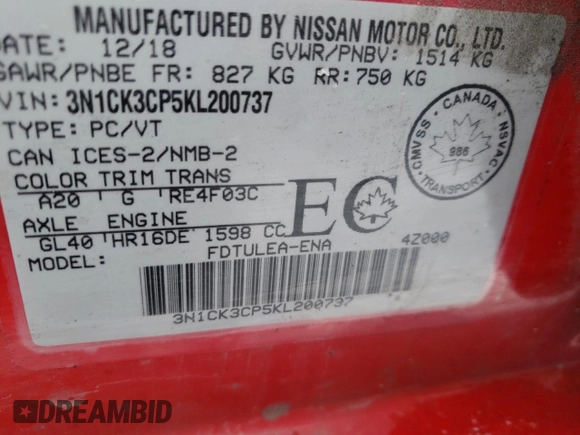 MANUFACTURED BY NISSAN MOTOR CO., LTD.
DATE: 12/18 GVWR/PNBV: 1514 KG
GAWR/PNBE FR: 827 KG RR: 750 KG
VIN: 3N1CK3CP5KL200737
TYPE: PC/VT
CAN ICES-2/NMB-2
COLOR TRIM TRANS
A20 G RE4F03C
AXLE ENGINE
GL40 HR16DE 1598 CC
MODEL: FDTULEA-ENA 4Z000
EC
CANADA
CMVSS NSVAC
986
TRANSPORT
3N1CK3CP5KL200737
DREAMBID